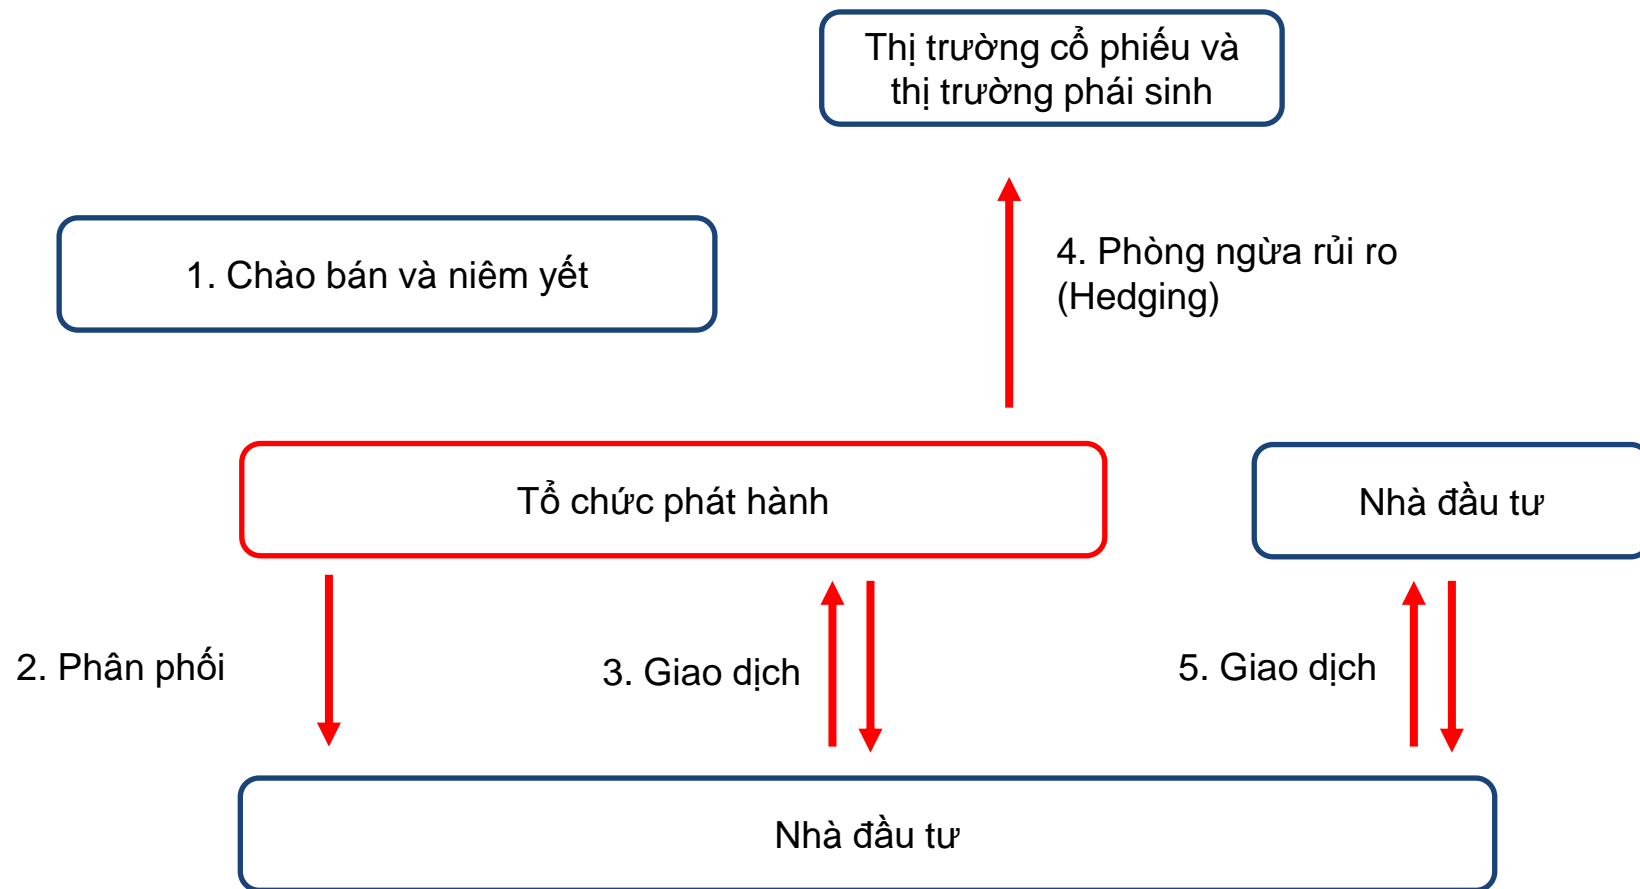 Thị trường cổ phiếu và
thị trường phái sinh
1. Chào bán và niêm yết
4. Phòng ngừa rủi ro
(Hedging)
Tổ chức phát hành
Nhà đầu tư
2. Phân phối
3. Giao dịch
5. Giao dịch
Nhà đầu tư